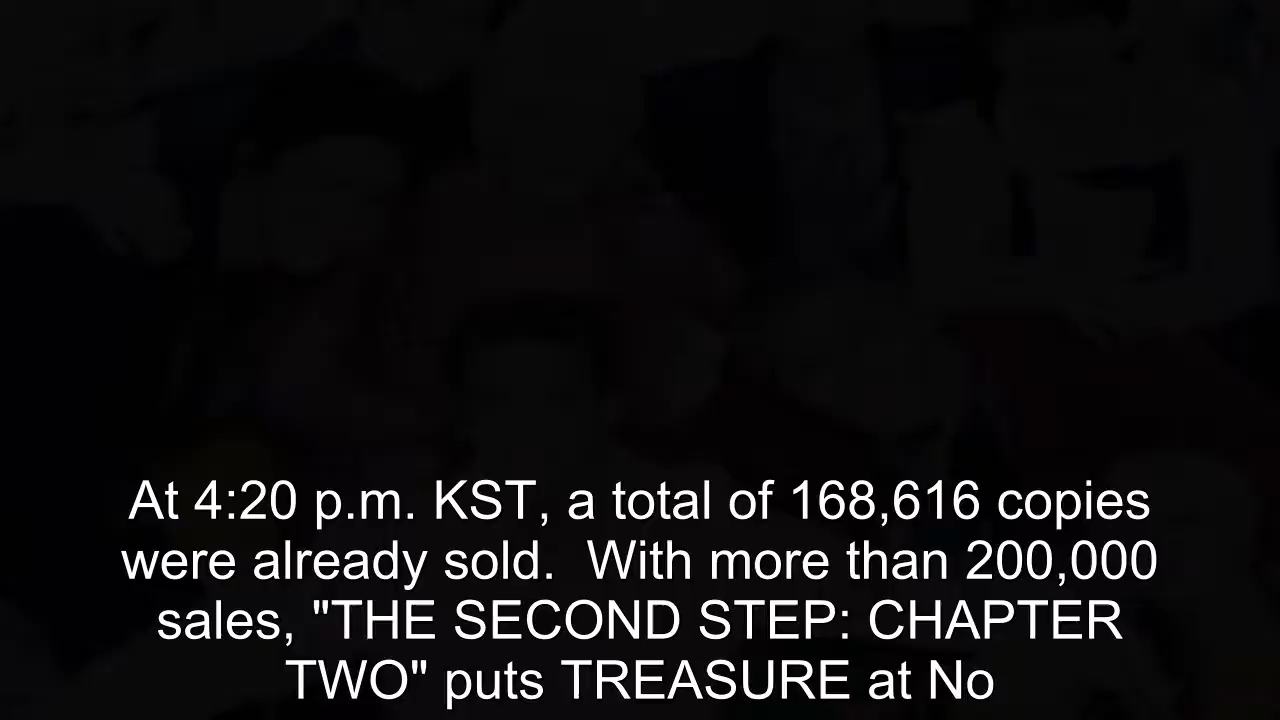 At 4:20 p.m. KST, a total of 168,616 copies
were already sold.  With more than 200,000
sales, "THE SECOND STEP: CHAPTER
TWO" puts TREASURE at No